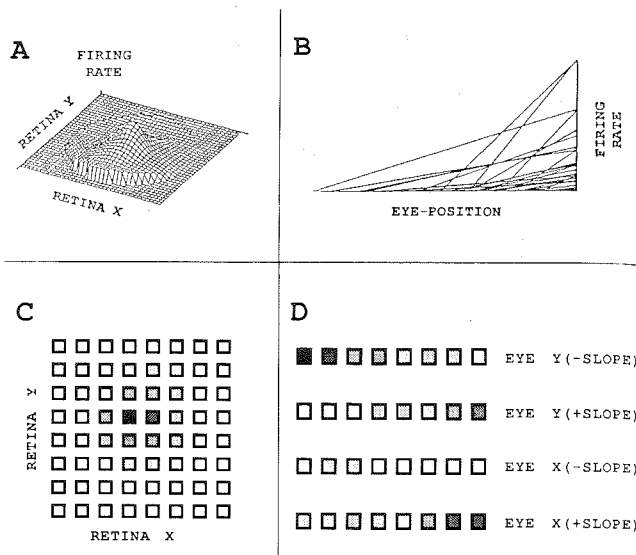 A
FIRING
RATE
RETINA Y
RETINA X
B
FIRING
RATE
EYE-POSITION
C
RETINA Y
RETINA X
D
EYE Y(-SLOPE)
EYE Y(+SLOPE)
EYE X(-SLOPE)
EYE X(+SLOPE)